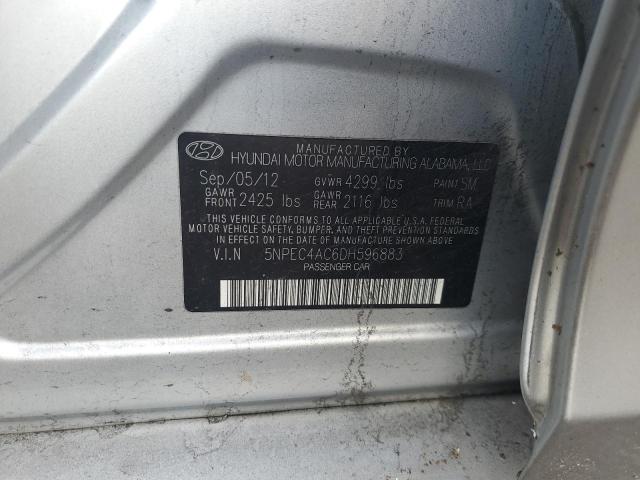 MANUFACTURED BY
HYUNDAI MOTOR MANUFACTURING ALABAMA, LLC
Sep/05/12 GVWR 4299 lbs PAINT SM
GAWR FRONT 2425 lbs GAWR REAR 2116 lbs TRIM RA
THIS VEHICLE CONFORMS TO ALL APPLICABLE U.S.A. FEDERAL
MOTOR VEHICLE SAFETY, BUMPER, AND THEFT PREVENTION STANDARDS
IN EFFECT ON THE DATE OF MANUFACTURE SHOWN ABOVE.
V.I.N 5NPEC4AC6DH596883
PASSENGER CAR